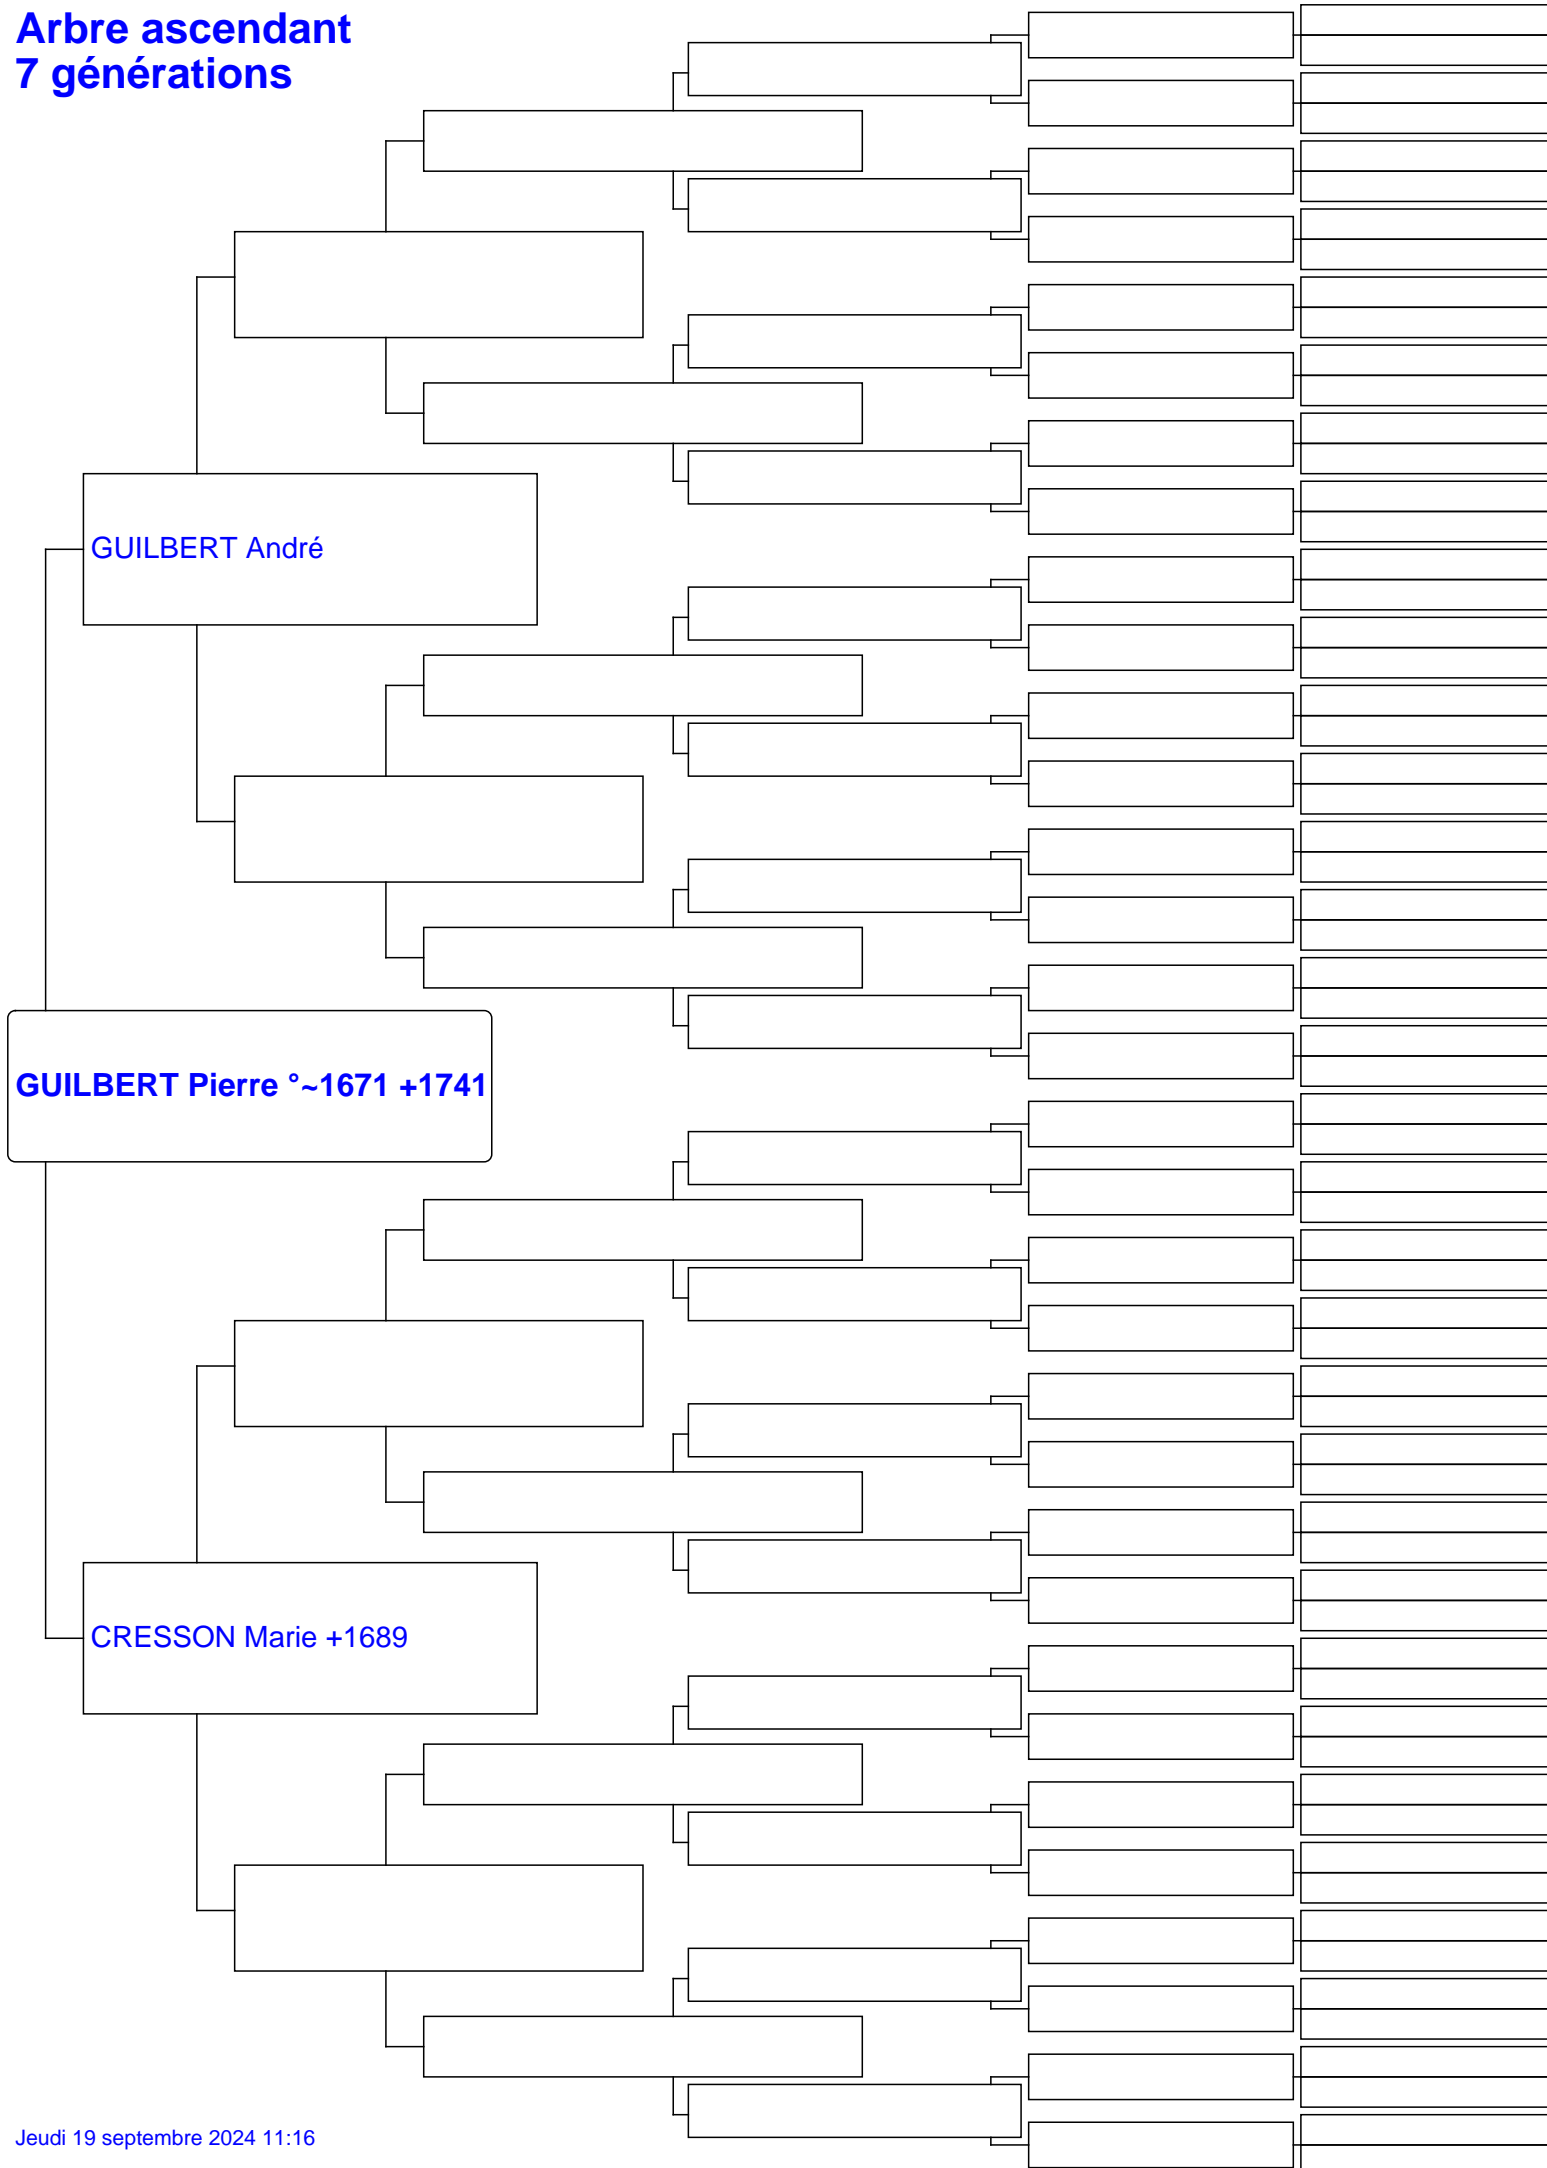 Arbre ascendant
7 générations
GUILBERT André
GUILBERT Pierre °~1671 +1741
CRESSON Marie +1689
Jeudi 19 septembre 2024 11:16